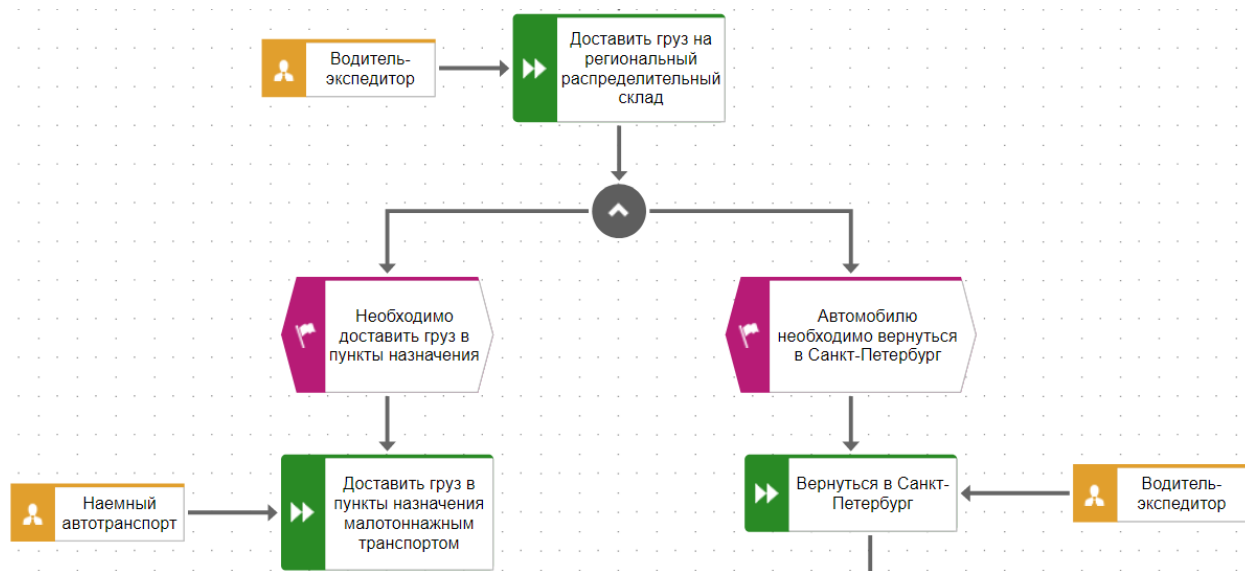 Водитель-
экспедитор
Доставить груз на
региональный
распределительный
склад
Необходимо
доставить груз в
пункты назначения
Автомобилю
необходимо вернуться
в Санкт-Петербург
Наемный
автотранспорт
Доставить груз в
пункты назначения
малотоннажным
транспортом
Вернуться в Санкт-
Петербург
Водитель-
экспедитор